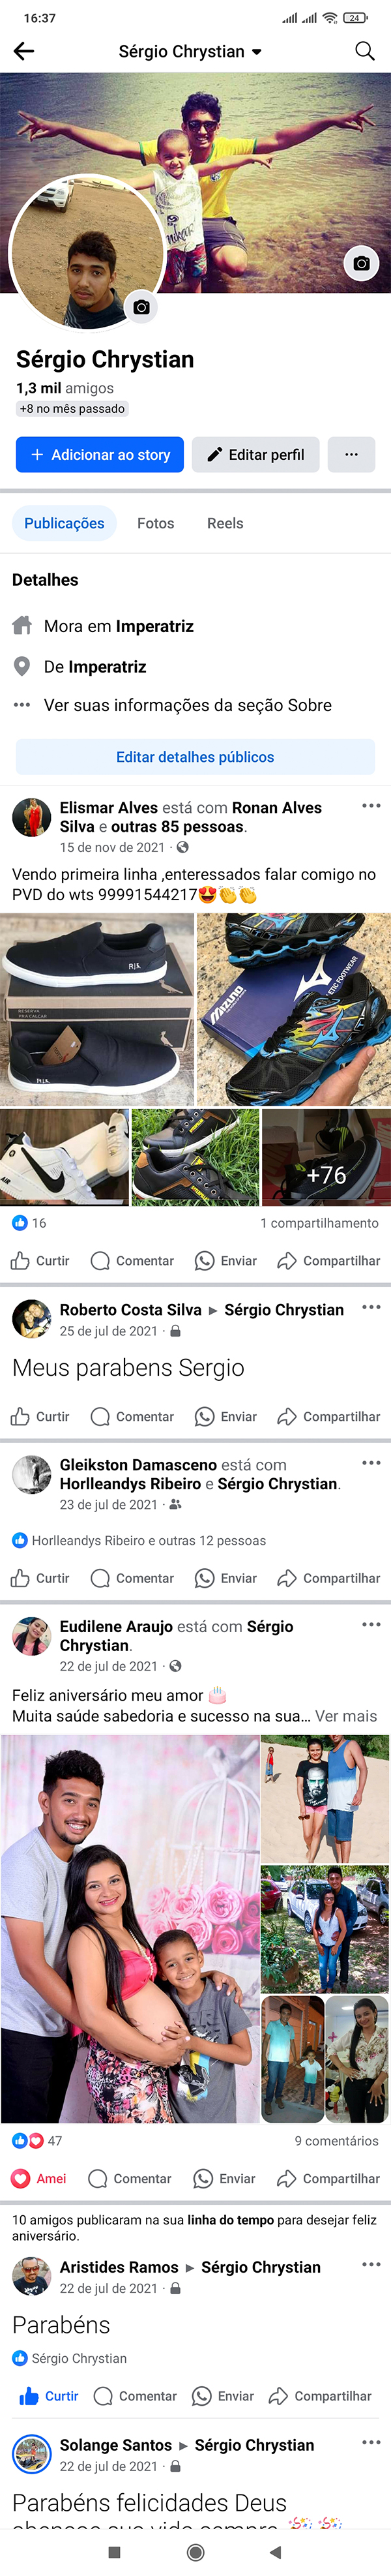 16:37
24
Sérgio Chrystian
Sérgio Chrystian
1,3 mil amigos
+8 no mês passado
+ Adicionar ao story
Editar perfil
···
Publicações
Fotos
Reels
Detalhes
Mora em Imperatriz
De Imperatriz
··· Ver suas informações da seção Sobre
Editar detalhes públicos
Elismar Alves está com Ronan Alves
Silva e outras 85 pessoas.
15 de nov de 2021 ·
Vendo primeira linha ,enteressados falar comigo no
PVD do wts 99991544217😍👏👏
RESERVA
PRA CALÇAR
MIZUNO
ETIC FOOTWEAR
AIR
+76
16
1 compartilhamento
Curtir
Comentar
Enviar
Compartilhar
Roberto Costa Silva ▸ Sérgio Chrystian
25 de jul de 2021 ·
Meus parabens Sergio
Curtir
Comentar
Enviar
Compartilhar
Gleikston Damasceno está com
Horlleandys Ribeiro e Sérgio Chrystian.
23 de jul de 2021 ·
Horlleandys Ribeiro e outras 12 pessoas
Curtir
Comentar
Enviar
Compartilhar
Eudilene Araujo está com Sérgio
Chrystian.
22 de jul de 2021 ·
Feliz aniversário meu amor 🎂
Muita saúde sabedoria e sucesso na sua... Ver mais
47
9 comentários
Amei
Comentar
Enviar
Compartilhar
10 amigos publicaram na sua linha do tempo para desejar feliz
aniversário.
Aristides Ramos ▸ Sérgio Chrystian
22 de jul de 2021 ·
Parabéns
Sérgio Chrystian
Curtir
Comentar
Enviar
Compartilhar
Solange Santos ▸ Sérgio Chrystian
22 de jul de 2021 ·
Parabéns felicidades Deus